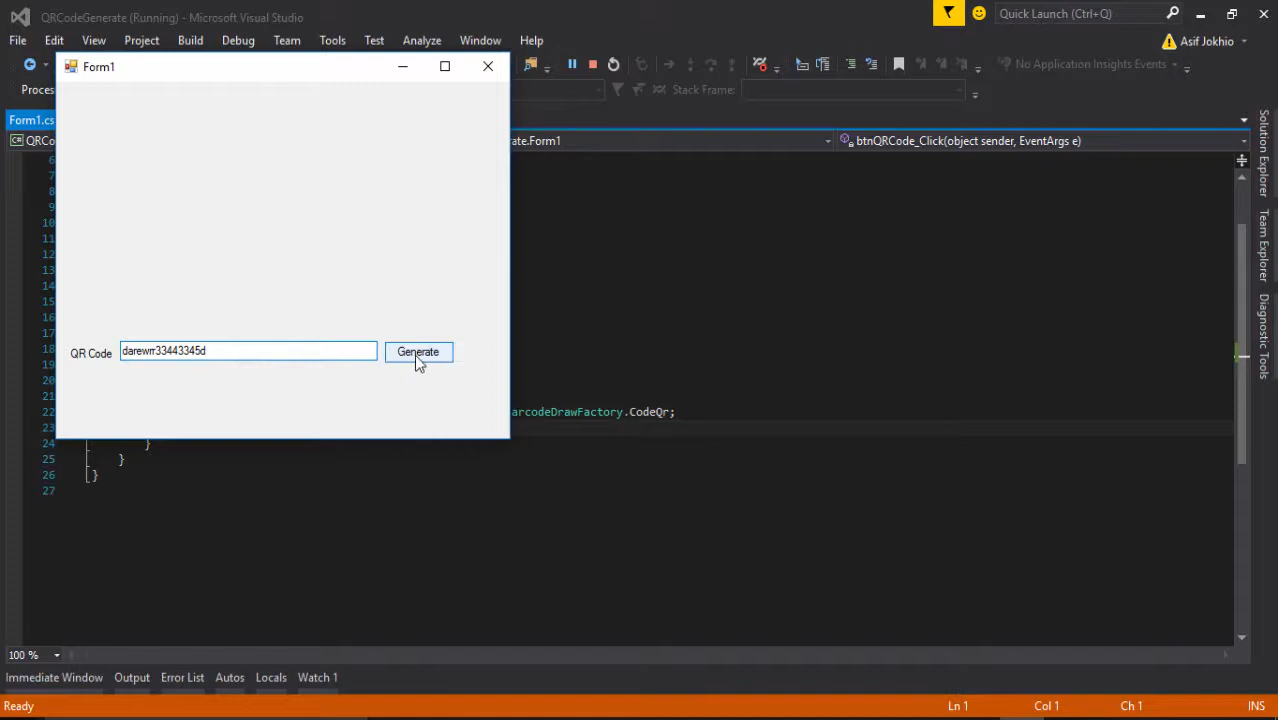 QRCodeGenerate (Running) - Microsoft Visual Studio
Quick Launch (Ctrl+Q)
File Edit View Project Build Debug Team Tools Test Analyze Window Help
Asif Jokhio
Form1
No Application Insights Events
Proces
Stack Frame:
Form1.cs
C# QRCo
ate.Form1
btnQRCode_Click(object sender, EventArgs e)
Solution Explorer
Team Explorer
Diagnostic Tools
6
7
8
9
10
11
12
13
14
15
16
17
18
19
20
21
22 arcodeDrawFactory.CodeQr;
23
24 }
25 }
26 }
27
QR Code darewrr33443345d Generate
100 %
Immediate Window Output Error List Autos Locals Watch 1
Ready Ln 1 Col 1 Ch 1 INS